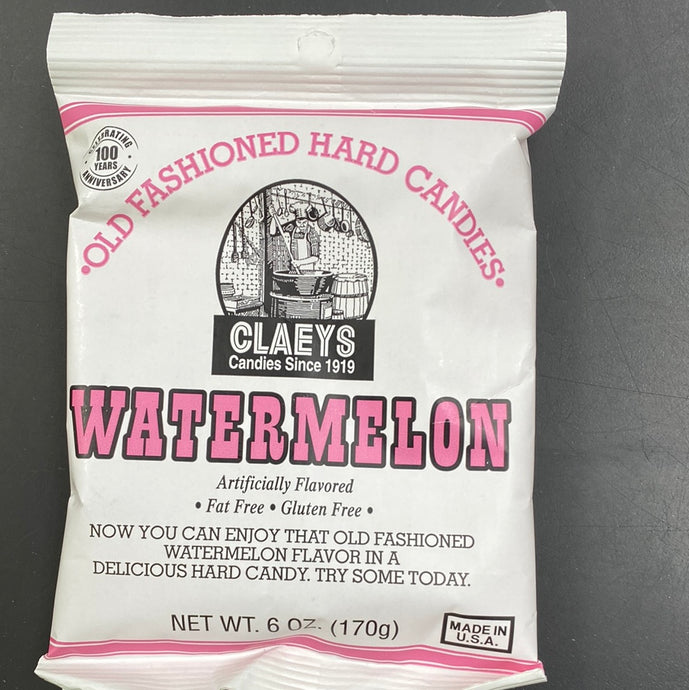 CELEBRATING
100
YEARS
ANNIVERSARY
•OLD FASHIONED HARD CANDIES•
CLAEYS
Candies Since 1919
WATERMELON
Artificially Flavored
• Fat Free • Gluten Free •
NOW YOU CAN ENJOY THAT OLD FASHIONED
WATERMELON FLAVOR IN A
DELICIOUS HARD CANDY. TRY SOME TODAY.
NET WT. 6 OZ. (170g)
MADE IN
U.S.A.